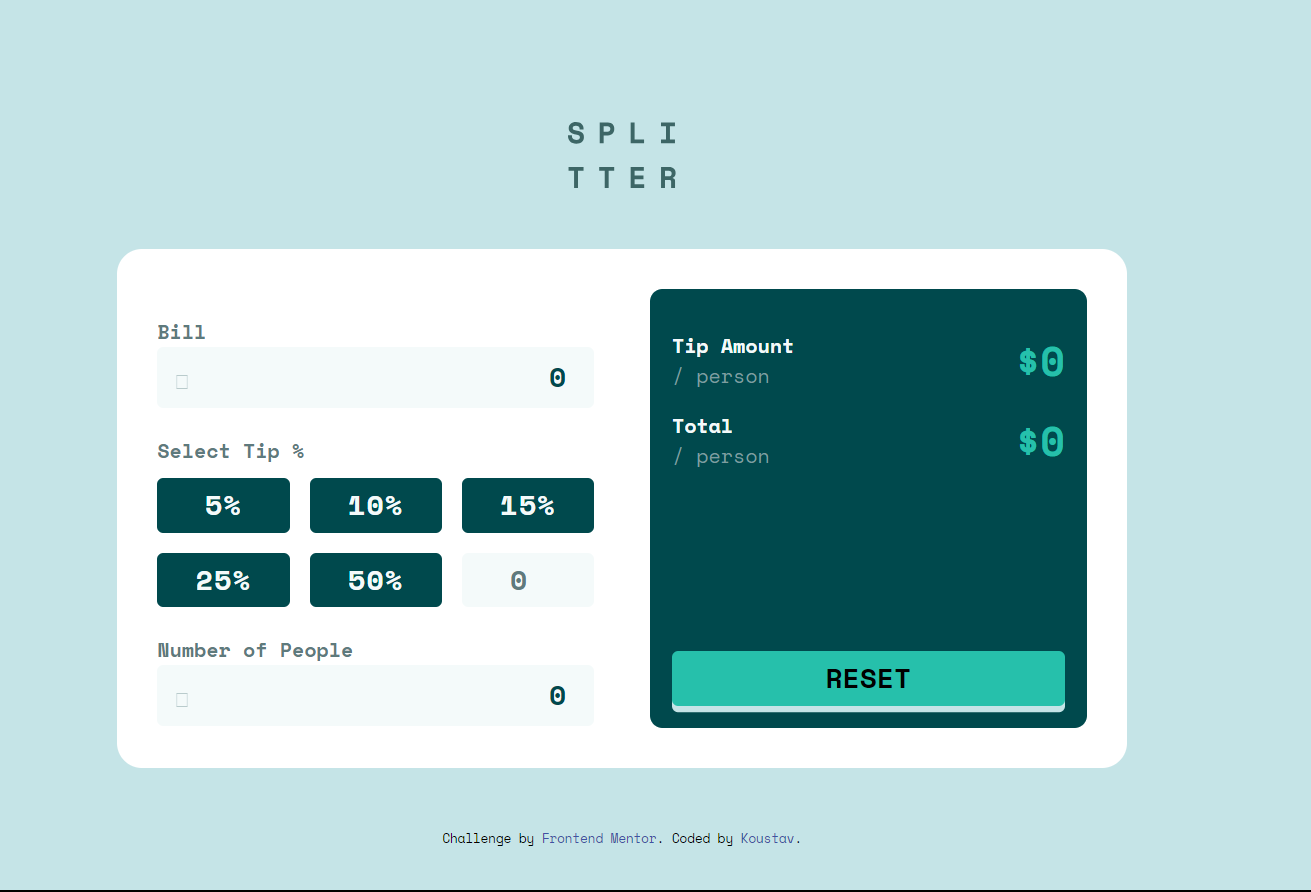 S P L I
T T E R
Bill
0
Select Tip %
5% 10% 15%
25% 50% 0
Number of People
0
Tip Amount
/ person
$0
Total
/ person
$0
RESET
Challenge by Frontend Mentor. Coded by Koustav.